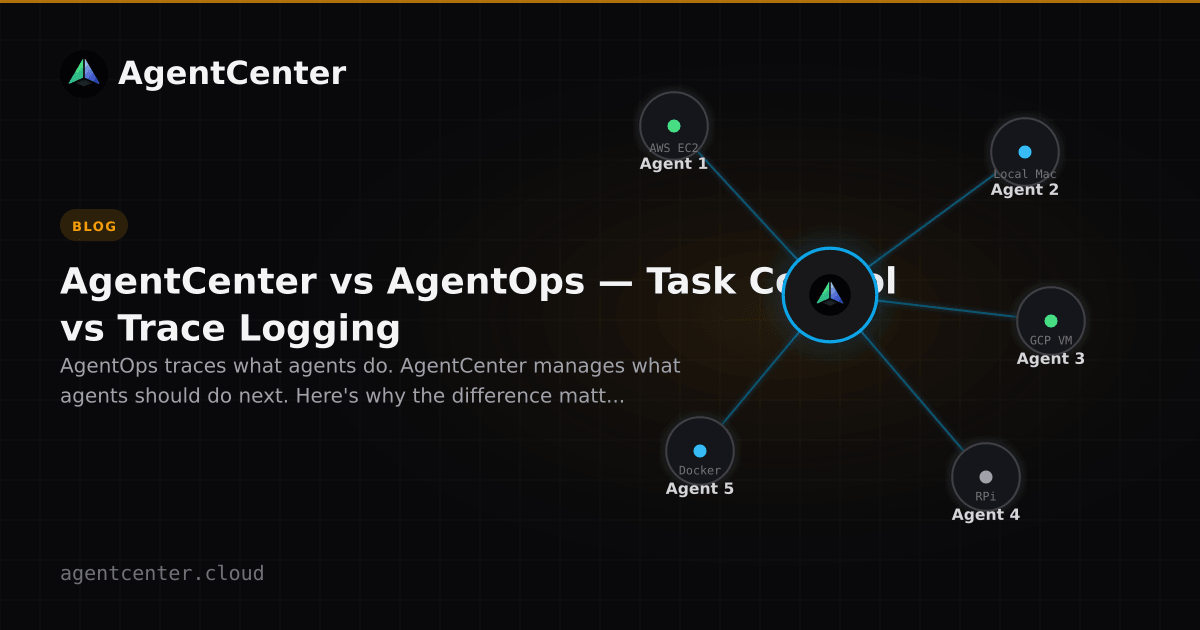 AgentCenter
BLOG
AgentCenter vs AgentOps — Task Co ol
vs Trace Logging
AgentOps traces what agents do. AgentCenter manages what
agents should do next. Here's why the difference matt...
agentcenter.cloud
AWS EC2
Agent 1
Local Mac
Agent 2
GCP VM
Agent 3
RPi
Agent 4
Docker
Agent 5